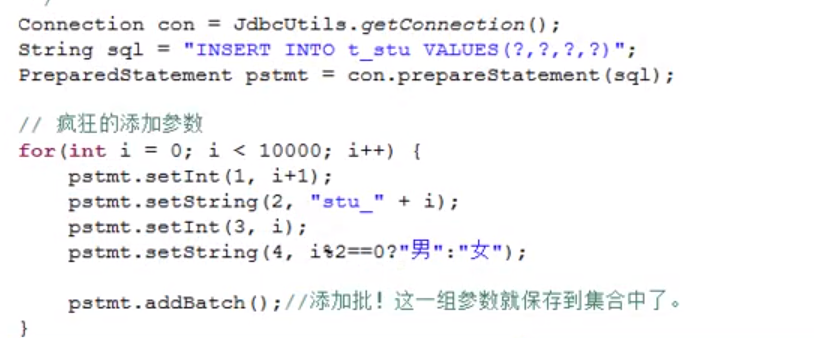 Connection con = JdbcUtils.getConnection();
String sql = "INSERT INTO t_stu VALUES(?,?,?,?)";
PreparedStatement pstmt = con.prepareStatement(sql);
// 疯狂的添加参数
for(int i = 0; i < 10000; i++) {
pstmt.setInt(1, i+1);
pstmt.setString(2, "stu_" + i);
pstmt.setInt(3, i);
pstmt.setString(4, i%2==0?"男":"女");
pstmt.addBatch();//添加批！这一组参数就保存到集合中了。
}